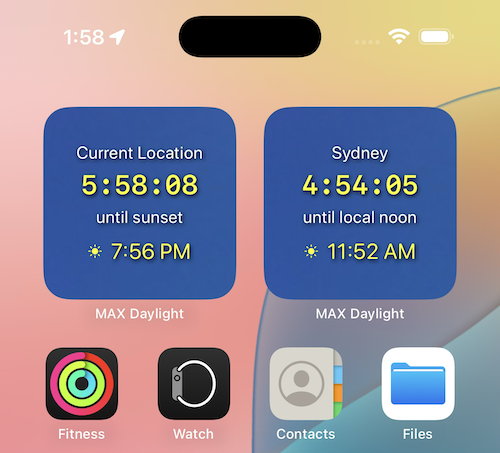 1:58
Current Location
5:58:08
until sunset
7:56 PM
MAX Daylight
Sydney
4:54:05
until local noon
11:52 AM
MAX Daylight
Fitness
Watch
Contacts
Files